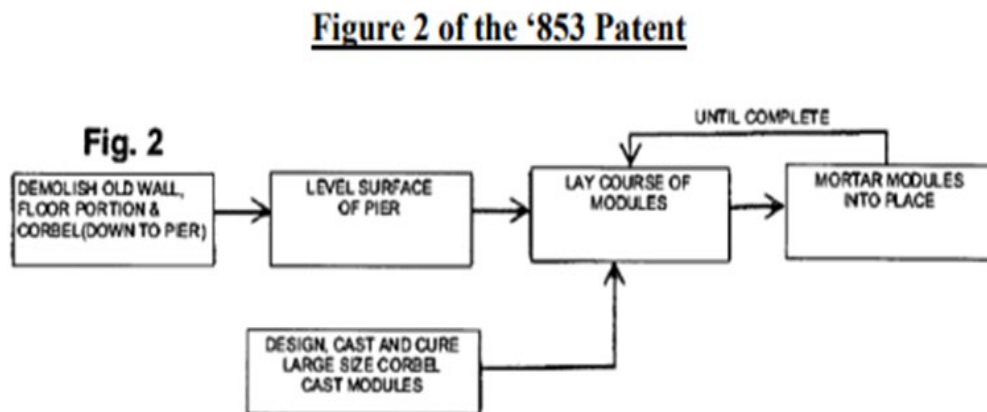 Figure 2 of the ‘853 Patent
UNTIL COMPLETE
Fig. 2
DEMOLISH OLD WALL,
FLOOR PORTION &
CORBEL(DOWN TO PIER)
LEVEL SURFACE
OF PIER
LAY COURSE OF
MODULES
MORTAR MODULES
INTO PLACE
DESIGN, CAST AND CURE
LARGE SIZE CORBEL
CAST MODULES